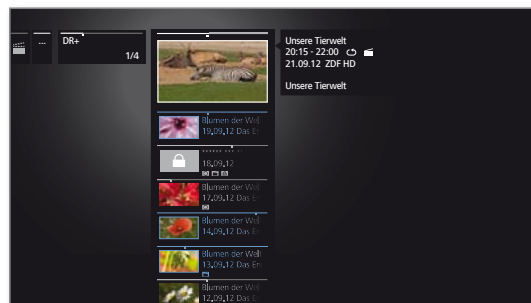 ...
DR+
1/4
Unsere Tierwelt
20:15 - 22:00
21.09.12 ZDF HD
Unsere Tierwelt
Blumen der Wel
19.09.12 Das Er
18.09.12
Blumen der Wel
17.09.12 Das Er
Blumen der Wel
14.09.12 Das Er
Blumen der Wel
13.09.12 Das Er
Blumen der Wel
12.09.12 Das Er